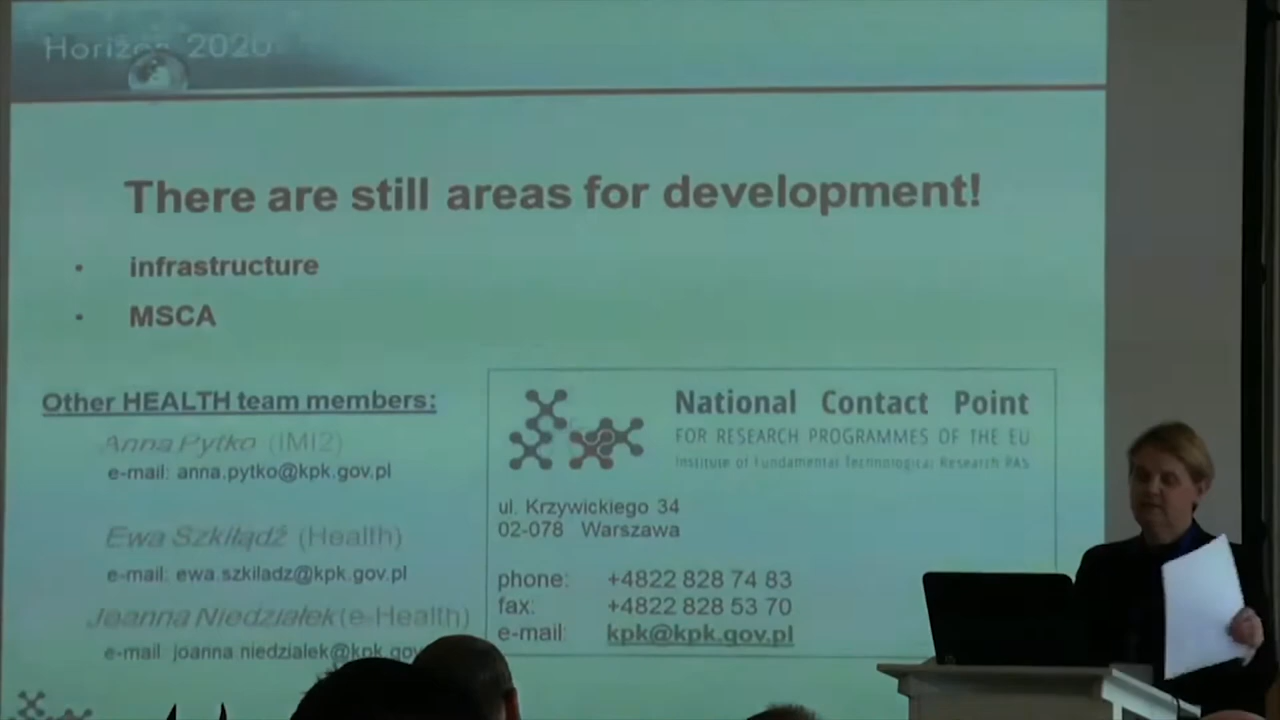 Horizon 2020
There are still areas for development!
• infrastructure
• MSCA
Other HEALTH team members:
Anna Pytko (IMI2)
e-mail: anna.pytko@kpk.gov.pl
Ewa Szkiłądź (Health)
e-mail: ewa.szkiladz@kpk.gov.pl
Joanna Niedziałek (e-Health)
e-mail: joanna.niedzialek@kpk.gov
National Contact Point
FOR RESEARCH PROGRAMMES OF THE EU
Institute of Fundamental Technological Research PAS
ul. Krzywickiego 34
02-078 Warszawa
phone: +4822 828 74 83
fax: +4822 828 53 70
e-mail: kpk@kpk.gov.pl